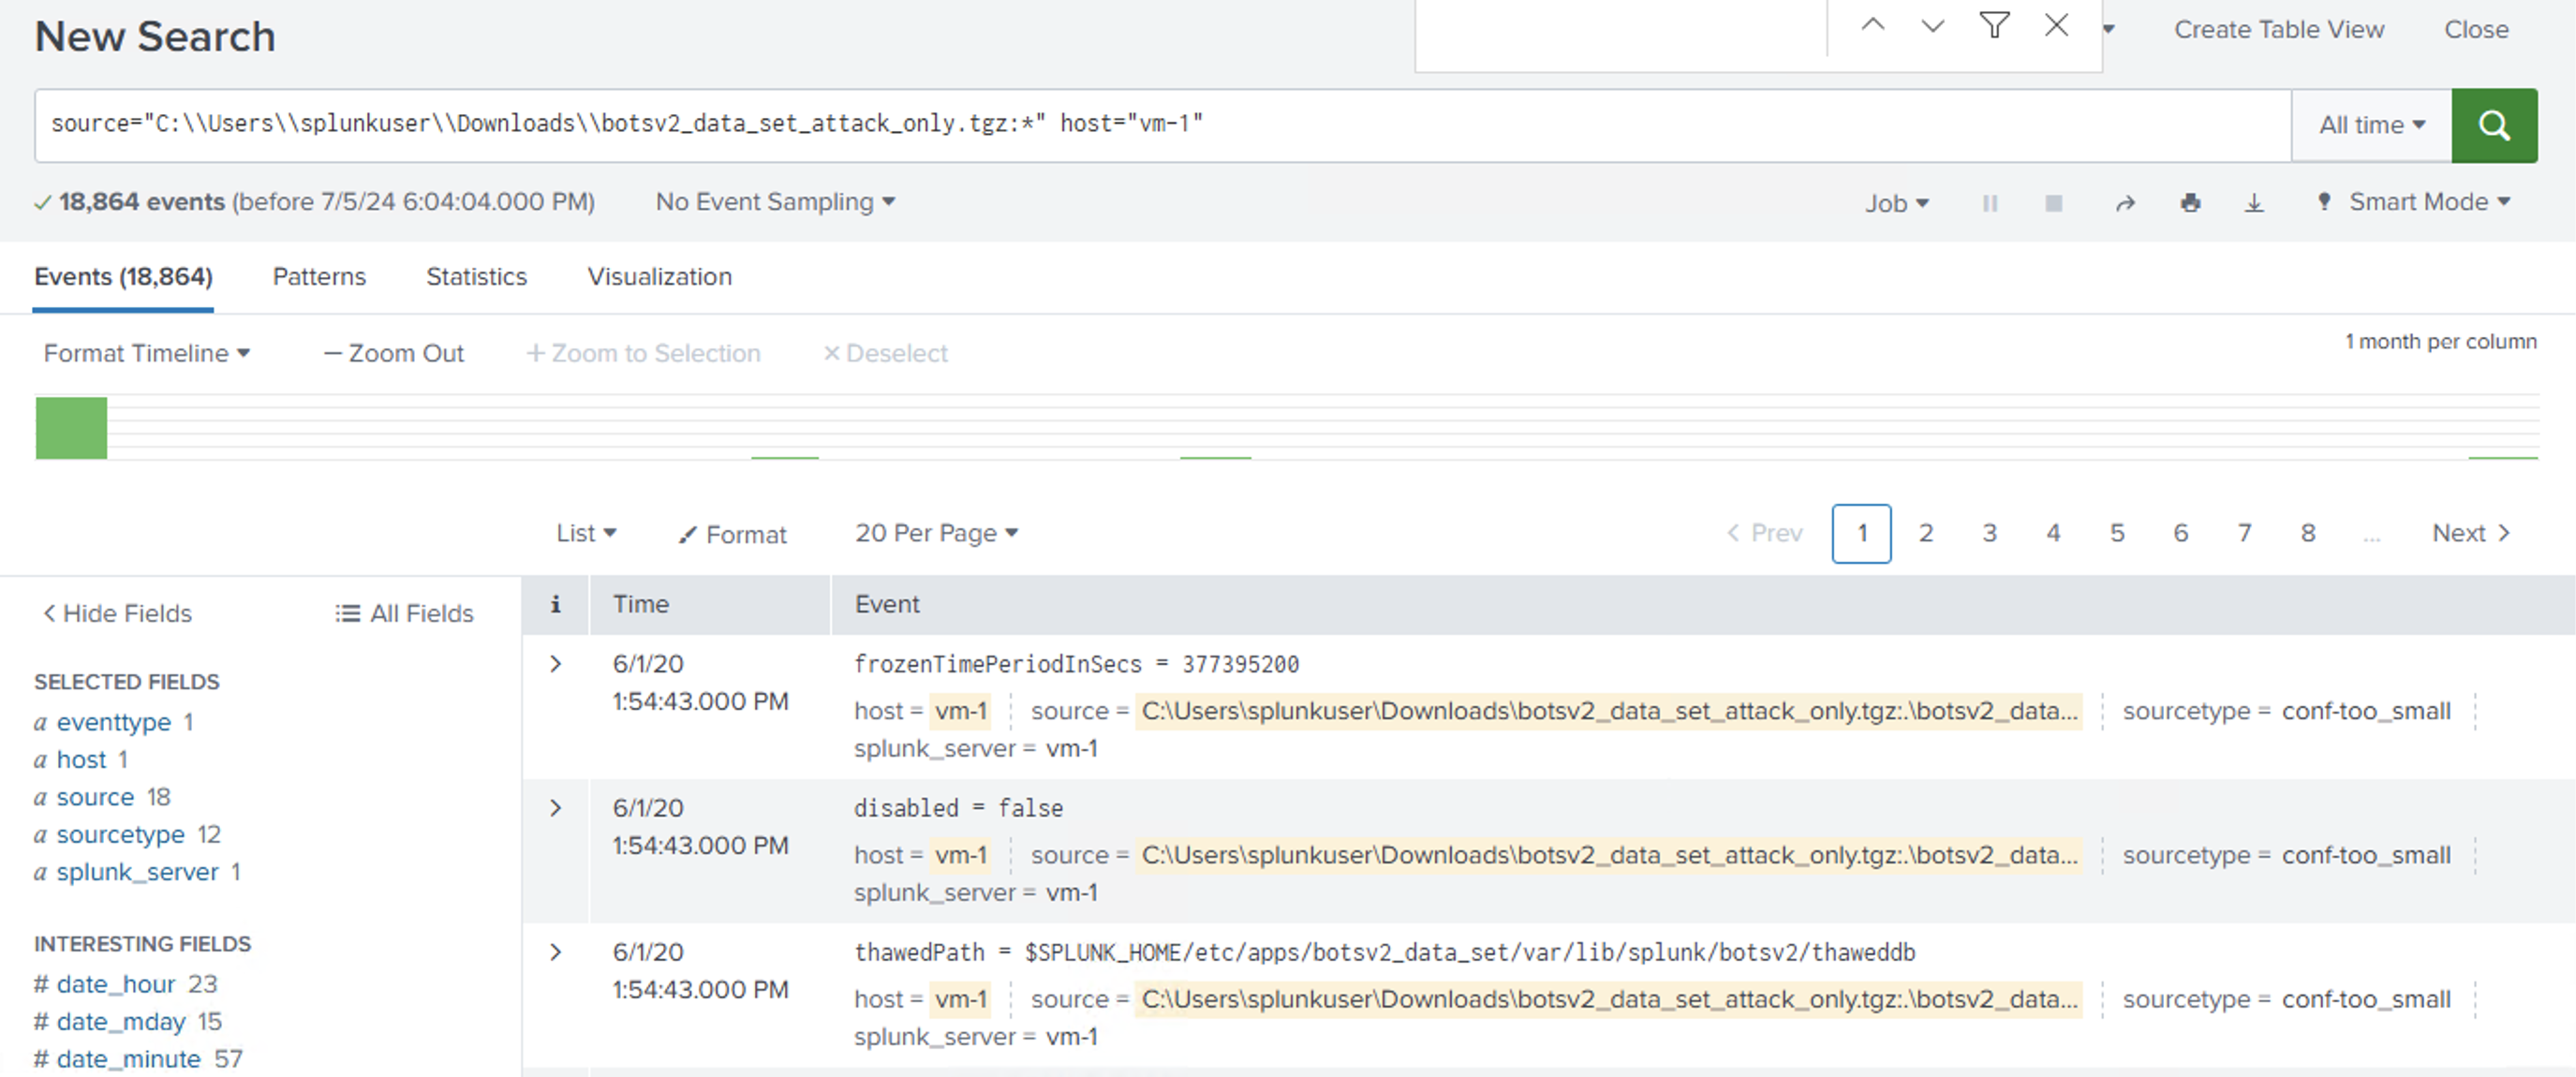 New Search
Create Table View Close
source="C:\\Users\\splunkuser\\Downloads\\botsv2_data_set_attack_only.tgz:*" host="vm-1" All time
18,864 events (before 7/5/24 6:04:04.000 PM) No Event Sampling Job Smart Mode
Events (18,864) Patterns Statistics Visualization
Format Timeline — Zoom Out + Zoom to Selection × Deselect 1 month per column
List Format 20 Per Page < Prev 1 2 3 4 5 6 7 8 ... Next >
< Hide Fields All Fields
SELECTED FIELDS
a eventtype 1
a host 1
a source 18
a sourcetype 12
a splunk_server 1
INTERESTING FIELDS
# date_hour 23
# date_mday 15
# date_minute 57
i Time Event
> 6/1/20 frozenTimePeriodInSecs = 377395200
1:54:43.000 PM host = vm-1 source = C:\Users\splunkuser\Downloads\botsv2_data_set_attack_only.tgz:.\botsv2_data... sourcetype = conf-too_small
splunk_server = vm-1
> 6/1/20 disabled = false
1:54:43.000 PM host = vm-1 source = C:\Users\splunkuser\Downloads\botsv2_data_set_attack_only.tgz:.\botsv2_data... sourcetype = conf-too_small
splunk_server = vm-1
> 6/1/20 thawedPath = $SPLUNK_HOME/etc/apps/botsv2_data_set/var/lib/splunk/botsv2/thaweddb
1:54:43.000 PM host = vm-1 source = C:\Users\splunkuser\Downloads\botsv2_data_set_attack_only.tgz:.\botsv2_data... sourcetype = conf-too_small
splunk_server = vm-1